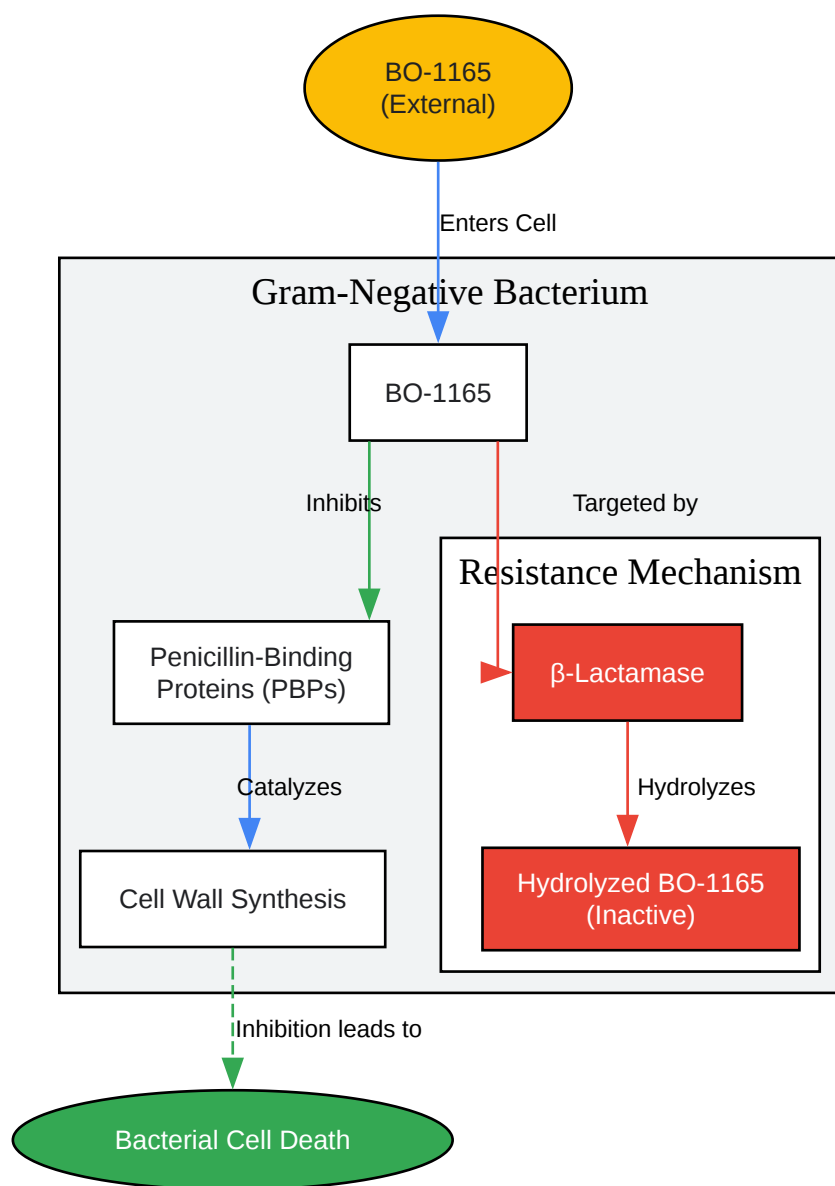 BO-1165
(External)
Enters Cell
Gram-Negative Bacterium
BO-1165
Inhibits
Targeted by
Resistance Mechanism
Penicillin-Binding
Proteins (PBPs)
β-Lactamase
Catalyzes
Hydrolyzes
Cell Wall Synthesis
Hydrolyzed BO-1165
(Inactive)
Inhibition leads to
Bacterial Cell Death